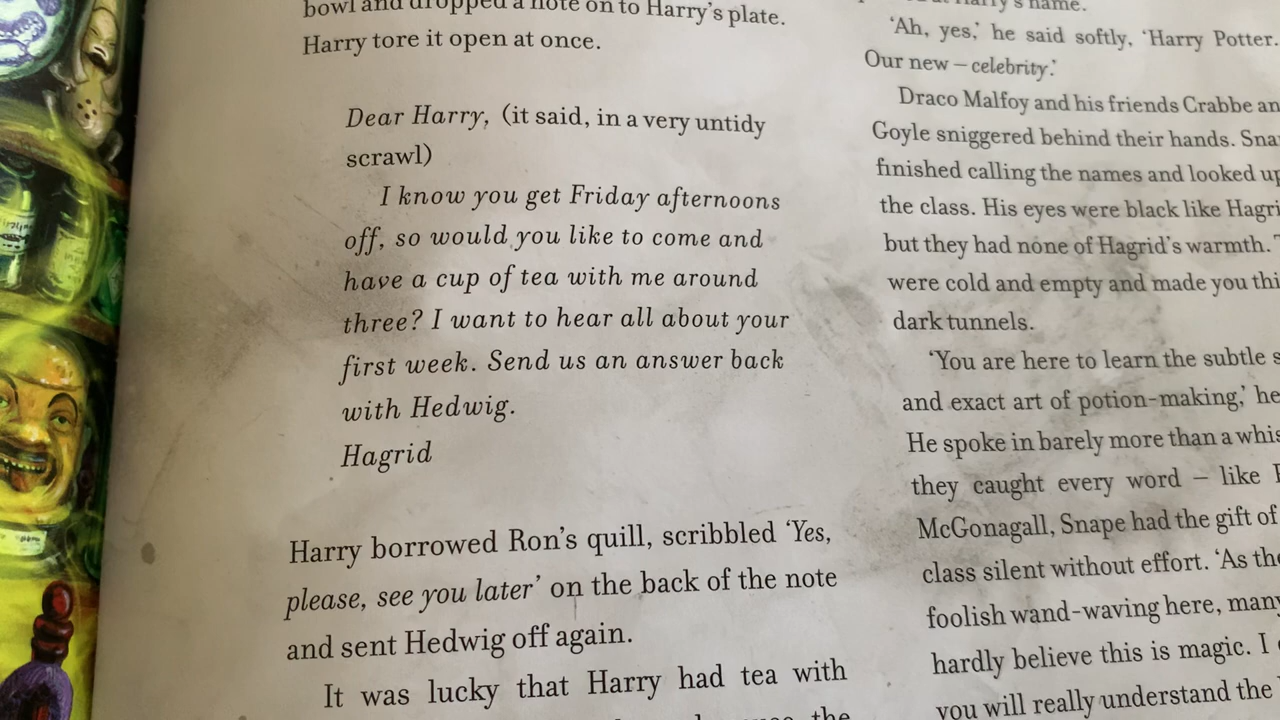 bowl and dropped a note on to Harry's plate.
Harry tore it open at once.
Dear Harry, (it said, in a very untidy
scrawl)
I know you get Friday afternoons
off, so would you like to come and
have a cup of tea with me around
three? I want to hear all about your
first week. Send us an answer back
with Hedwig.
Hagrid
Harry borrowed Ron's quill, scribbled 'Yes,
please, see you later' on the back of the note
and sent Hedwig off again.
It was lucky that Harry had tea with
the
Harry's name.
'Ah, yes,' he said softly, 'Harry Potter.
Our new – celebrity.'
Draco Malfoy and his friends Crabbe an
Goyle sniggered behind their hands. Sna
finished calling the names and looked up
the class. His eyes were black like Hagri
but they had none of Hagrid's warmth. T
were cold and empty and made you thi
dark tunnels.
'You are here to learn the subtle s
and exact art of potion-making,' he
He spoke in barely more than a whis
they caught every word – like P
McGonagall, Snape had the gift of
class silent without effort. 'As the
foolish wand-waving here, many
hardly believe this is magic. I
you will really understand the